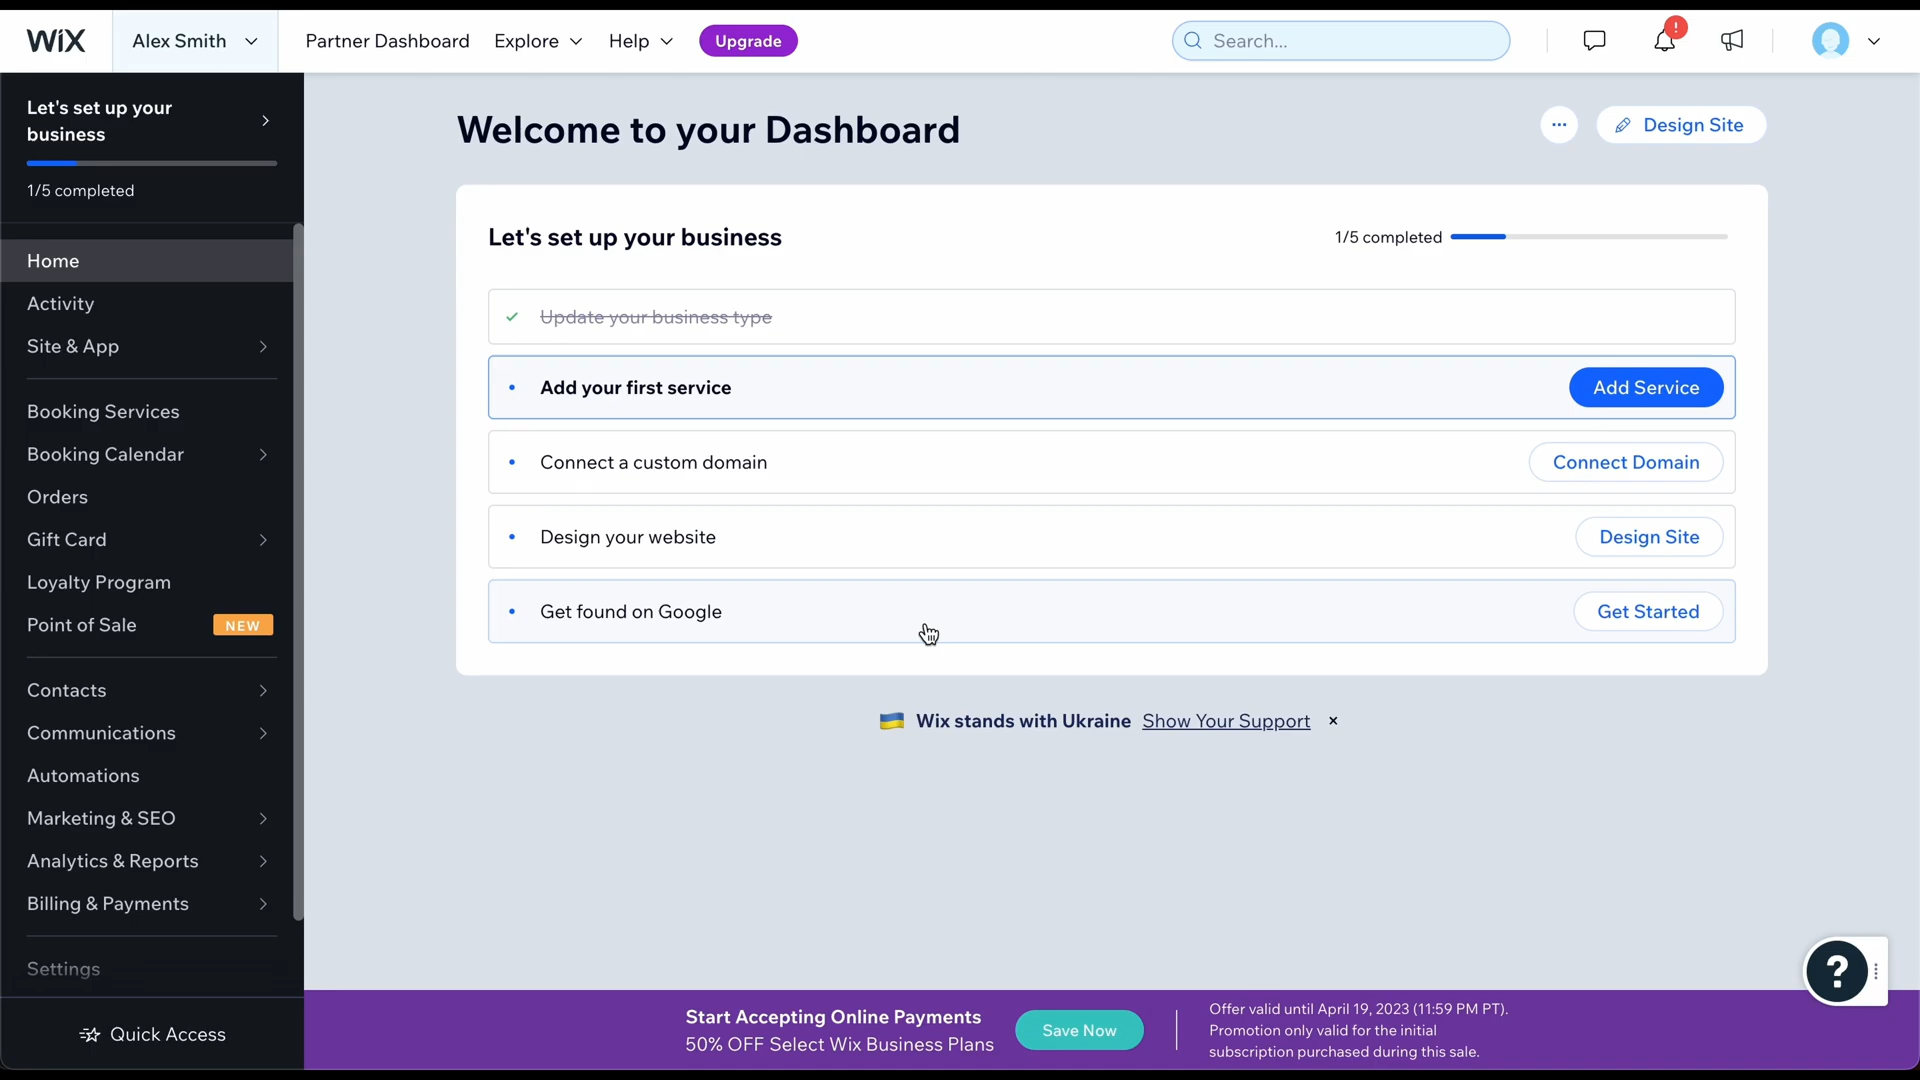 WIX
Alex Smith
Partner Dashboard
Explore
Help
Upgrade
Search...
!
Let's set up your
business
1/5 completed
Home
Activity
Site & App
Booking Services
Booking Calendar
Orders
Gift Card
Loyalty Program
Point of Sale
NEW
Contacts
Communications
Automations
Marketing & SEO
Analytics & Reports
Billing & Payments
Settings
Quick Access
Welcome to your Dashboard
...
Design Site
Let's set up your business
1/5 completed
Update your business type
Add your first service
Add Service
Connect a custom domain
Connect Domain
Design your website
Design Site
Get found on Google
Get Started
Wix stands with Ukraine Show Your Support ×
?
Start Accepting Online Payments
50% OFF Select Wix Business Plans
Save Now
Offer valid until April 19, 2023 (11:59 PM PT).
Promotion only valid for the initial
subscription purchased during this sale.